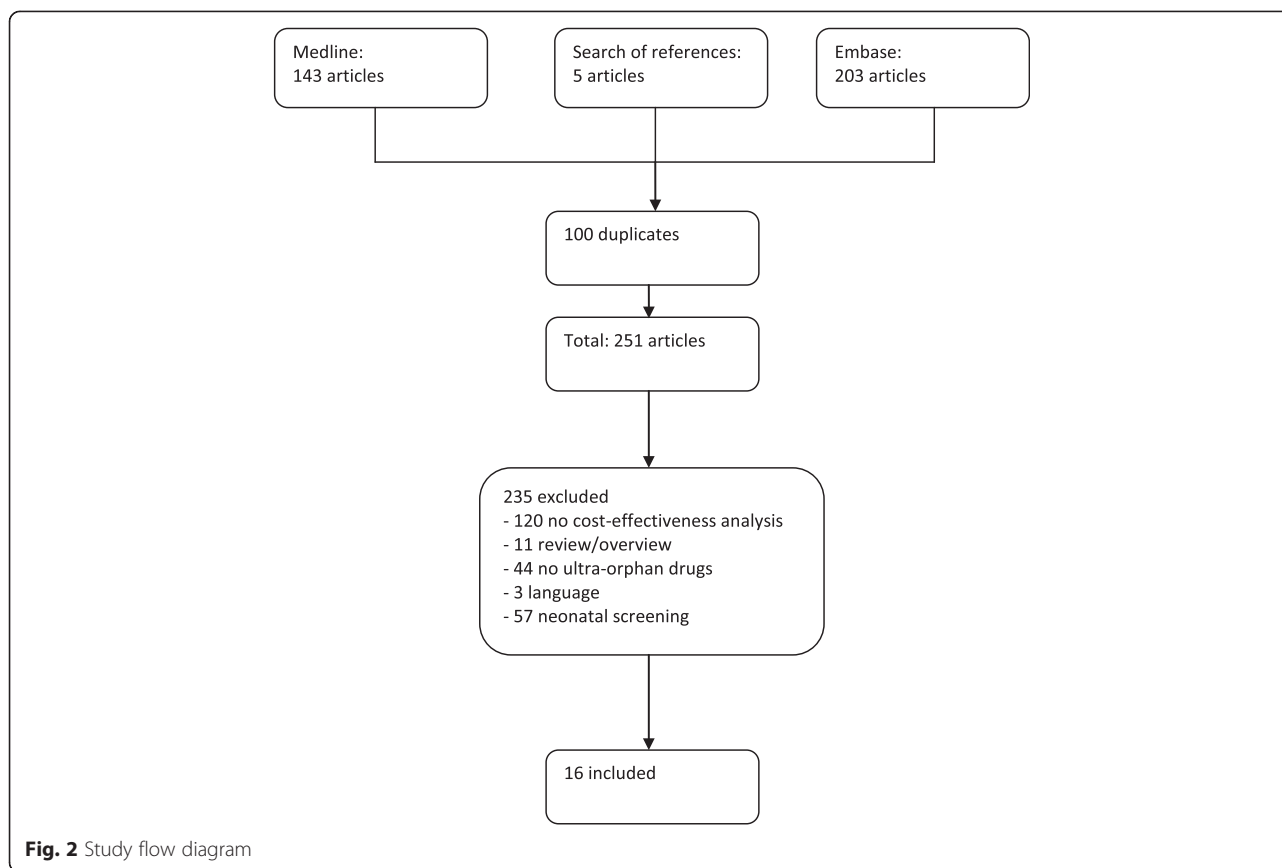 Medline:
143 articles
Search of references:
5 articles
Embase:
203 articles
100 duplicates
Total: 251 articles
235 excluded
- 120 no cost-effectiveness analysis
- 11 review/overview
- 44 no ultra-orphan drugs
- 3 language
- 57 neonatal screening
16 included
Fig. 2 Study flow diagram